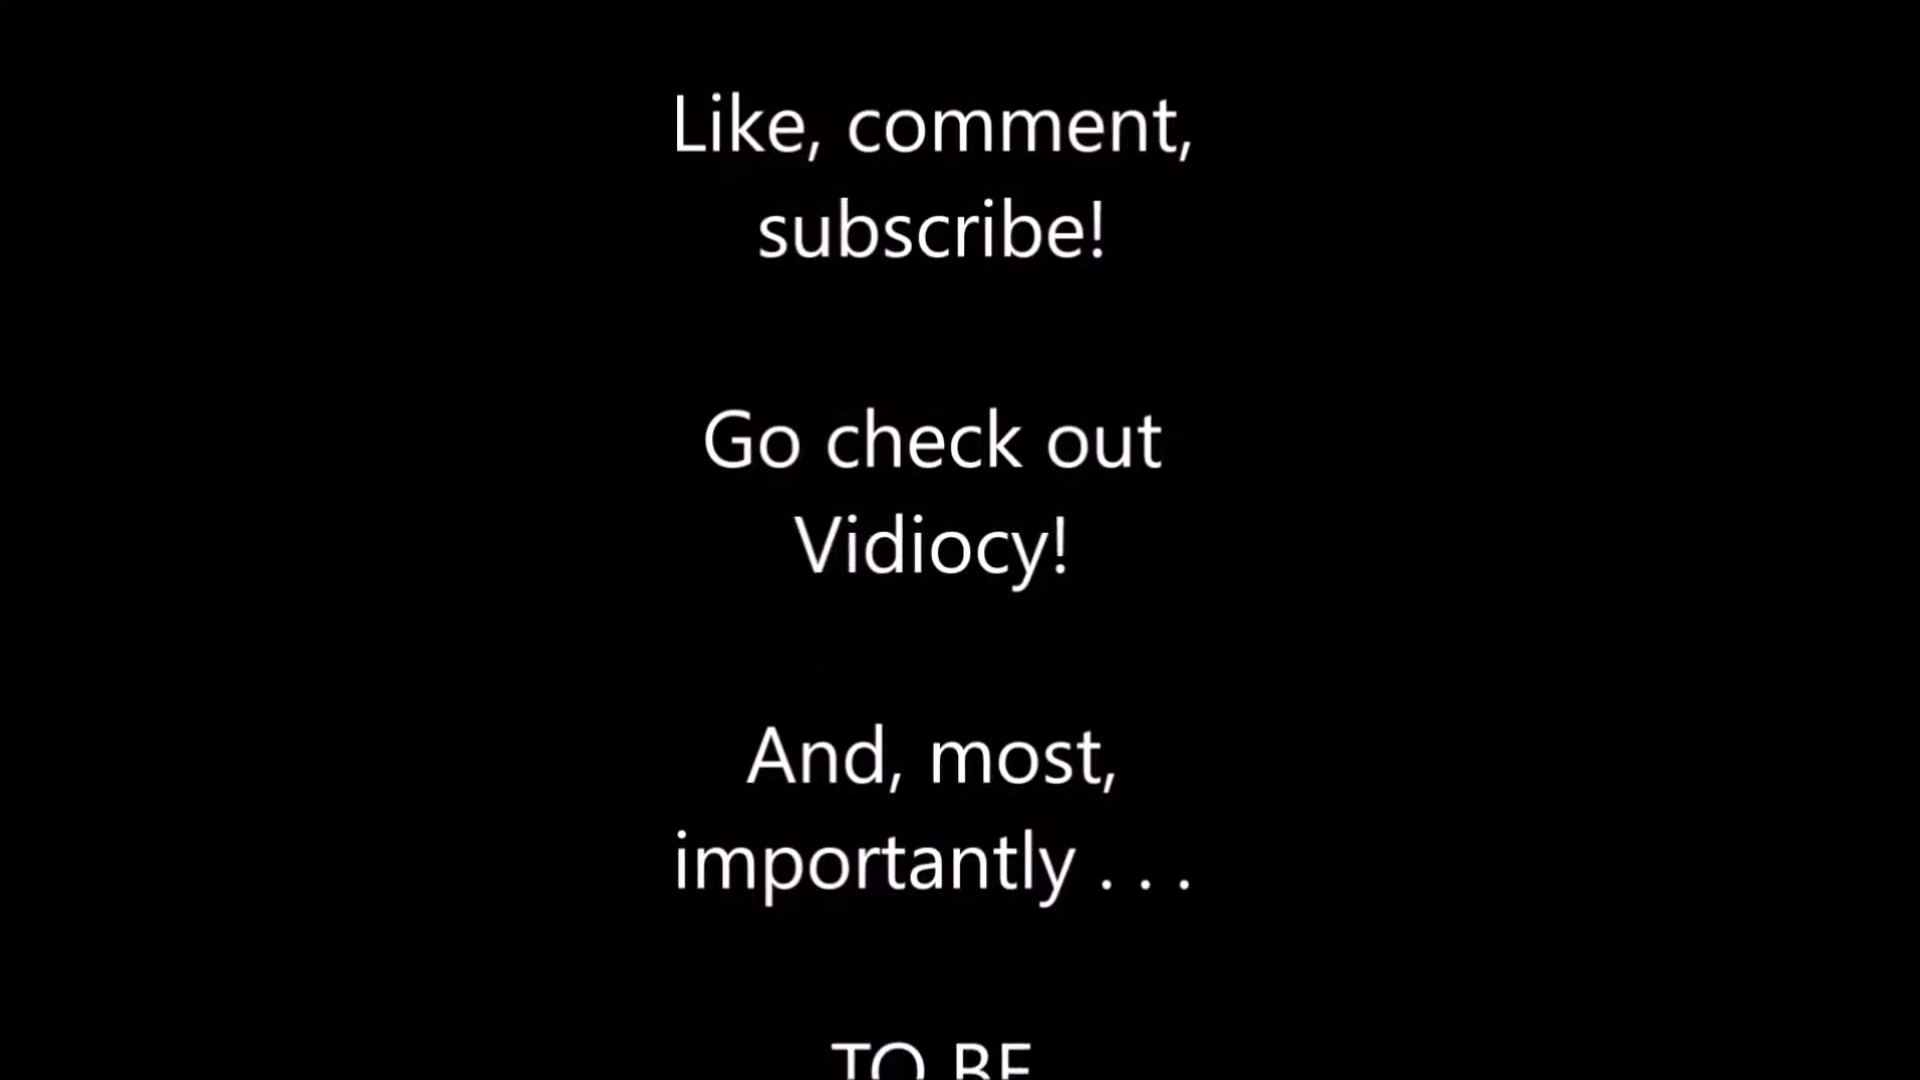 Like, comment,
subscribe!
Go check out
Vidiocy!
And, most,
importantly . . .
TO BE